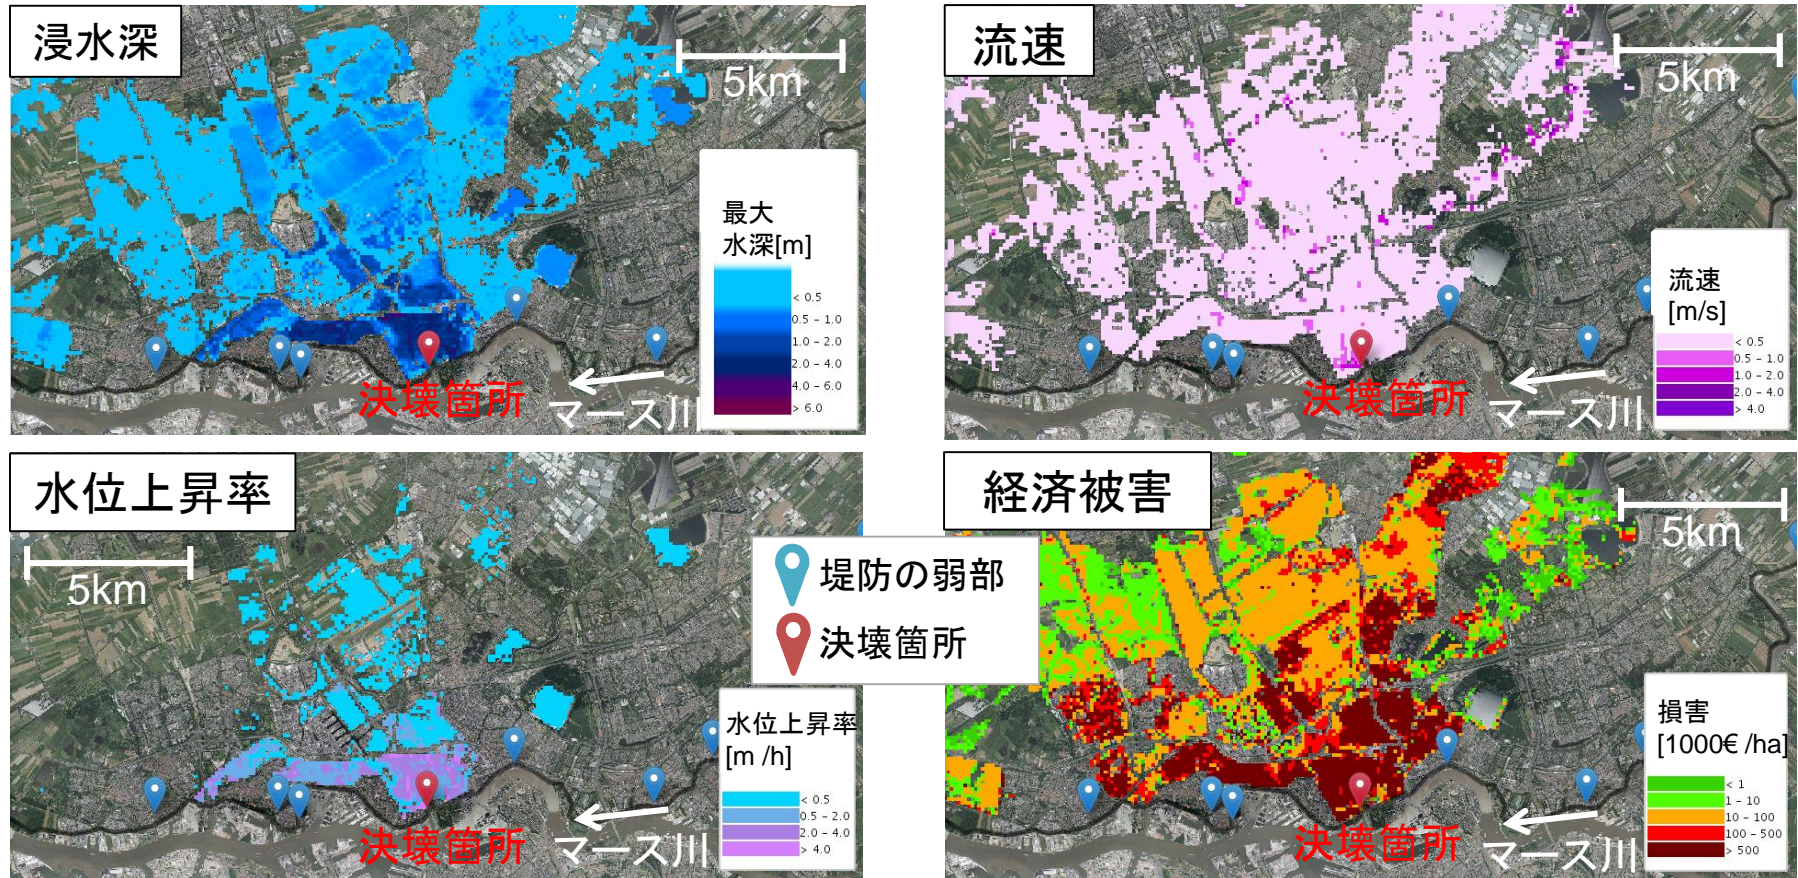 浸水深
5km
最大
水深[m]
< 0.5
0.5 - 1.0
1.0 - 2.0
2.0 - 4.0
4.0 - 6.0
> 6.0
決壊箇所
マース川
流速
5km
流速
[m/s]
< 0.5
0.5 - 1.0
1.0 - 2.0
2.0 - 4.0
> 4.0
決壊箇所
マース川
水位上昇率
5km
水位上昇率
[m /h]
< 0.5
0.5 - 2.0
2.0 - 4.0
> 4.0
決壊箇所
マース川
堤防の弱部
決壊箇所
経済被害
5km
損害
[1000€ /ha]
< 1
1 - 10
10 - 100
100 - 500
> 500
決壊箇所
マース川